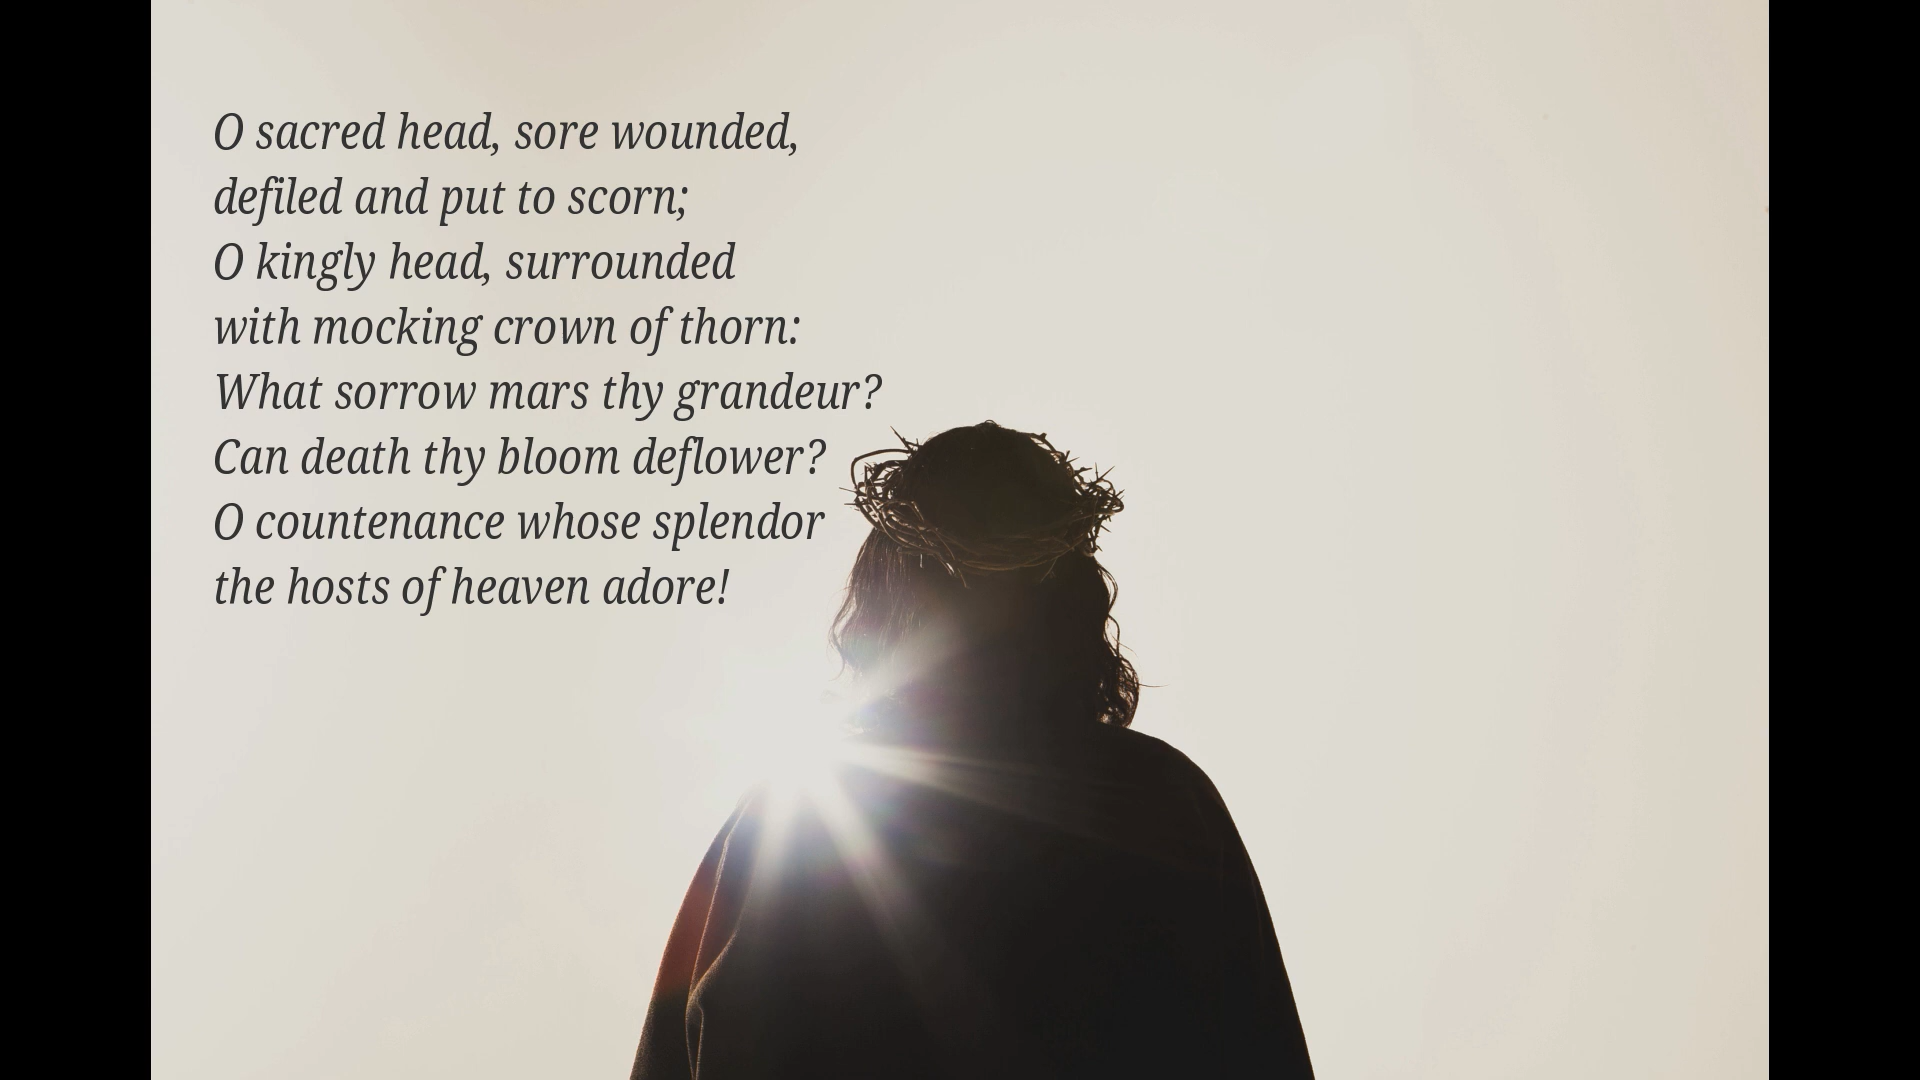 O sacred head, sore wounded,
defiled and put to scorn;
O kingly head, surrounded
with mocking crown of thorn:
What sorrow mars thy grandeur?
Can death thy bloom deflower?
O countenance whose splendor
the hosts of heaven adore!